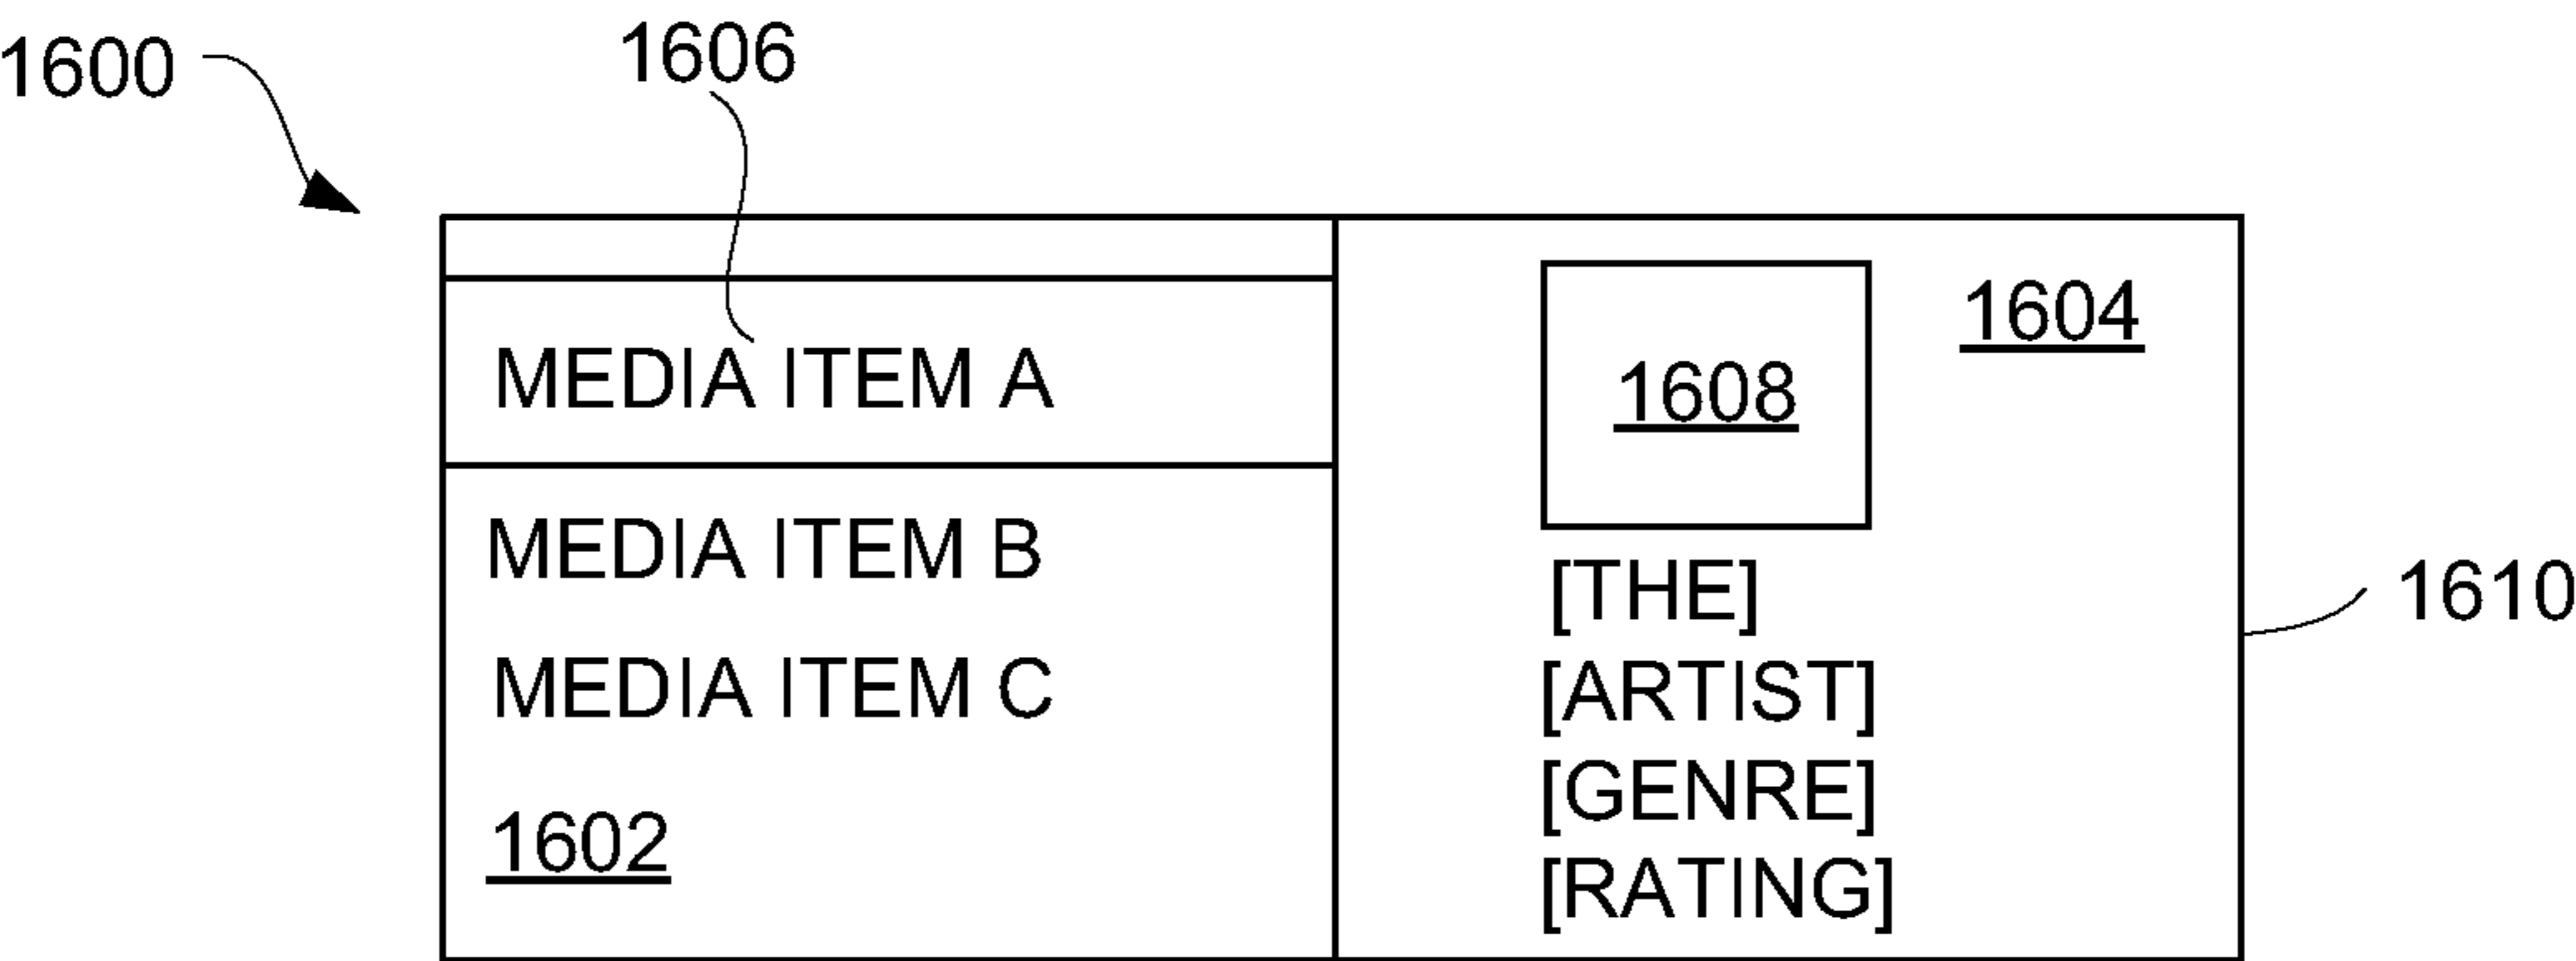 1600
1606
MEDIA ITEM A
MEDIA ITEM B
MEDIA ITEM C
1602
1604
1608
[THE]
[ARTIST]
[GENRE]
[RATING]
1610